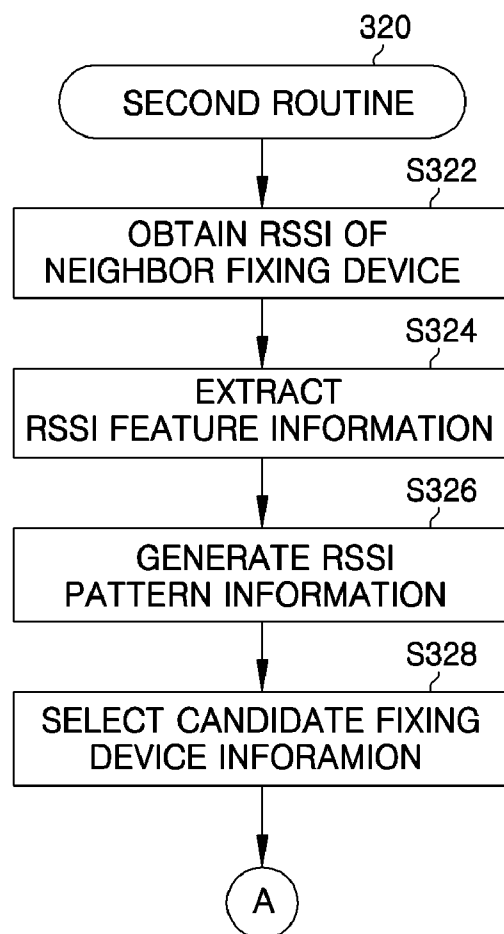 320
SECOND ROUTINE
S322
OBTAIN RSSI OF
NEIGHBOR FIXING DEVICE
S324
EXTRACT
RSSI FEATURE INFORMATION
S326
GENERATE RSSI
PATTERN INFORMATION
S328
SELECT CANDIDATE FIXING
DEVICE INFORAMION
A